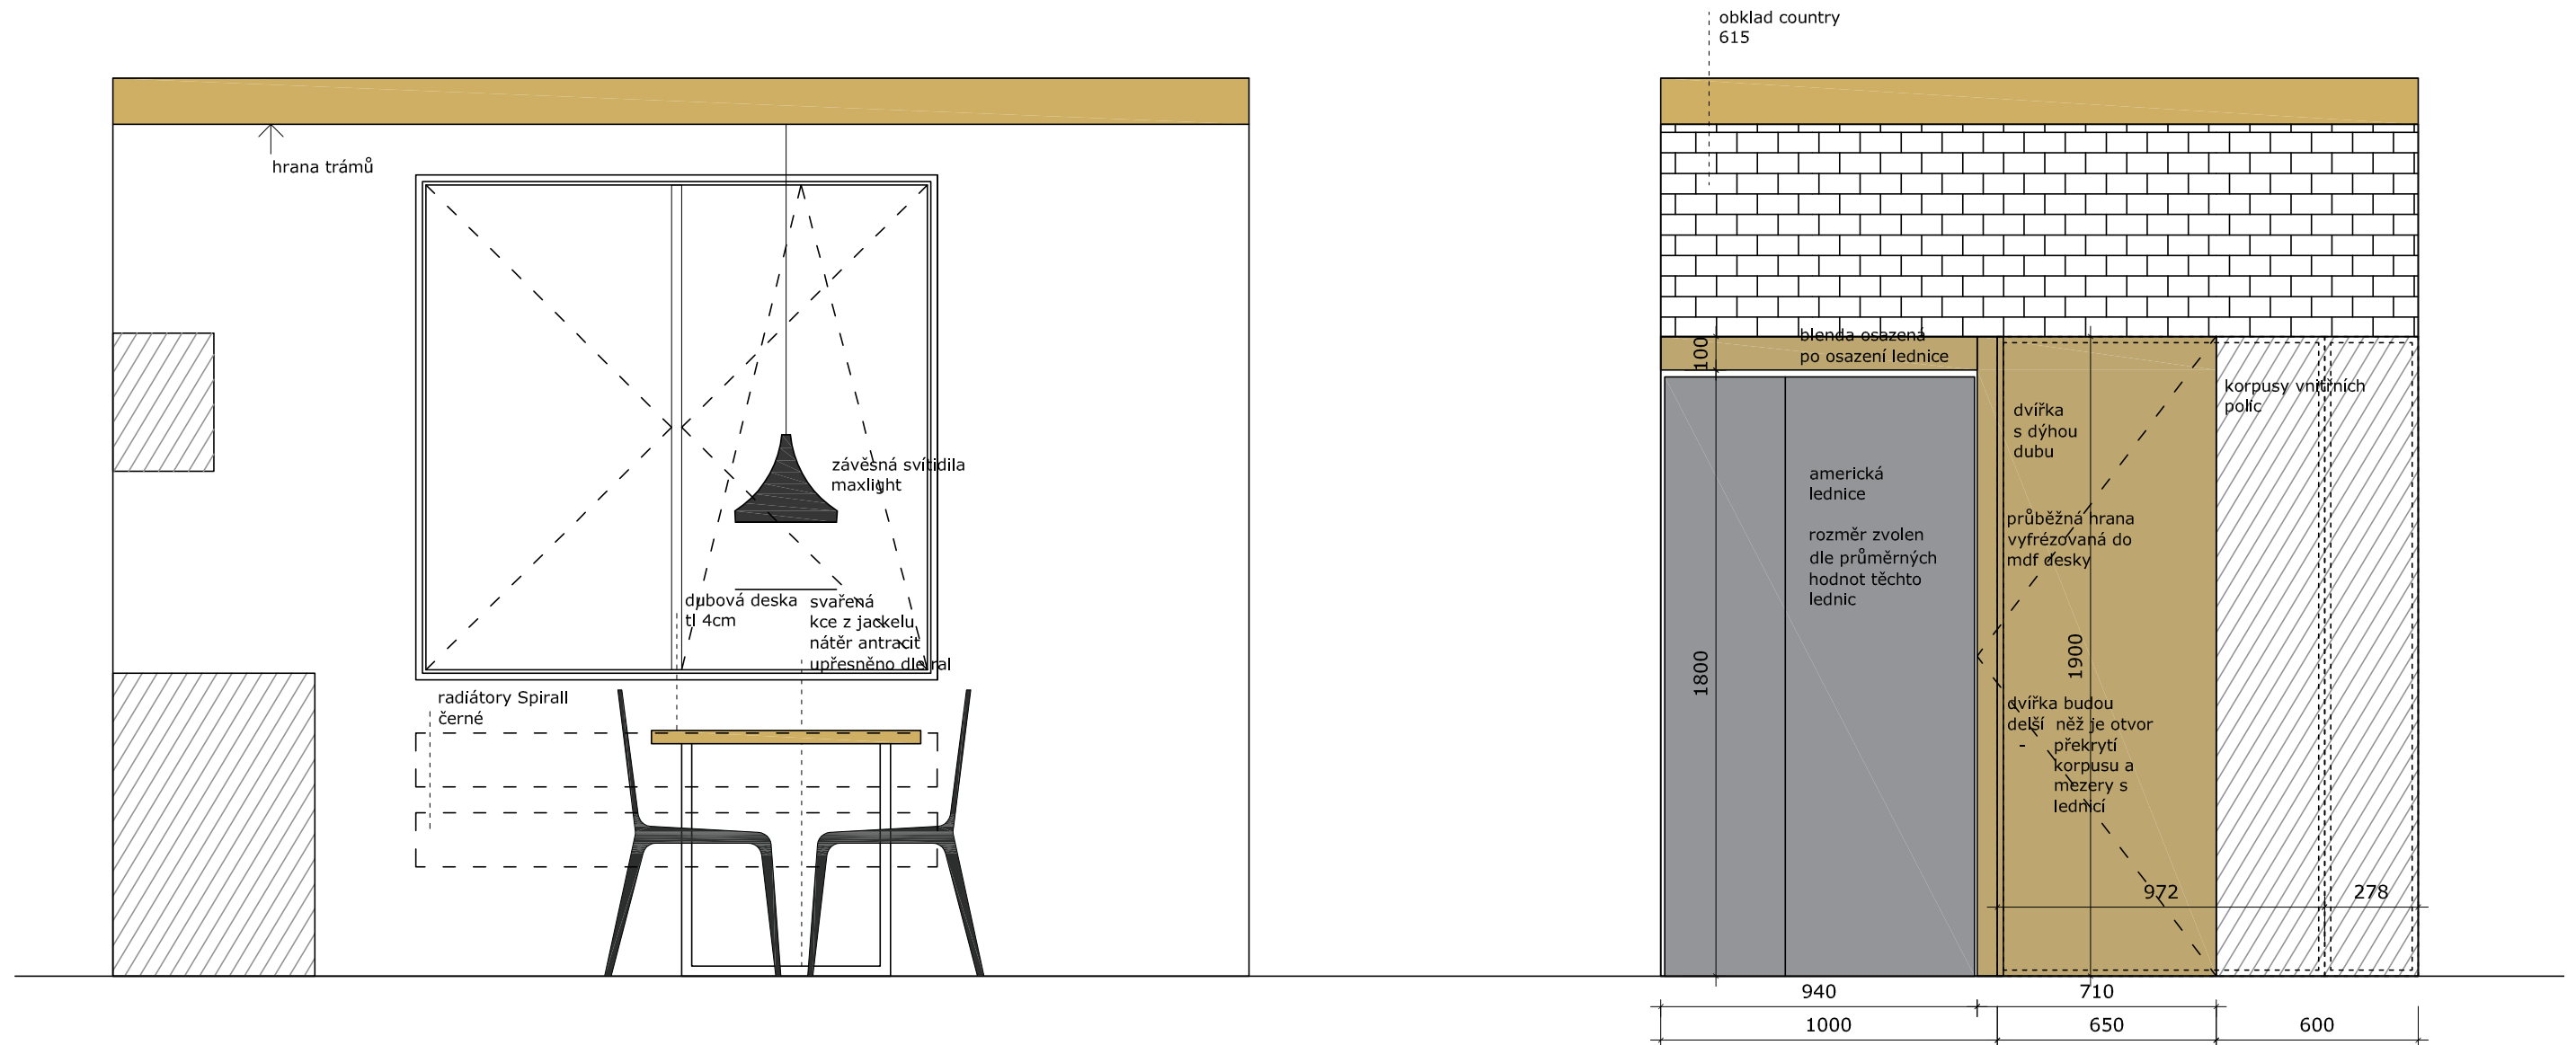 obklad country
615
hrana trámů
závěsná svítidila
maxlight
dubová deska
tl 4cm
svařená
kce z jackelu
nátěr antracit
upřesněno dle ral
radiátory Spirall
černé
blenda osazená
po osazení lednice
100
korpusy vnitřních
polic
dvířka
s dýhou
dubu
americká
lednice
rozměr zvolen
dle průměrných
hodnot těchto
lednic
průběžná hrana
vyfrézovaná do
mdf desky
1800
1900
dvířka budou
delší  něž je otvor
- překrytí
korpusu a
mezery s
lednicí
972
278
940
710
1000
650
600